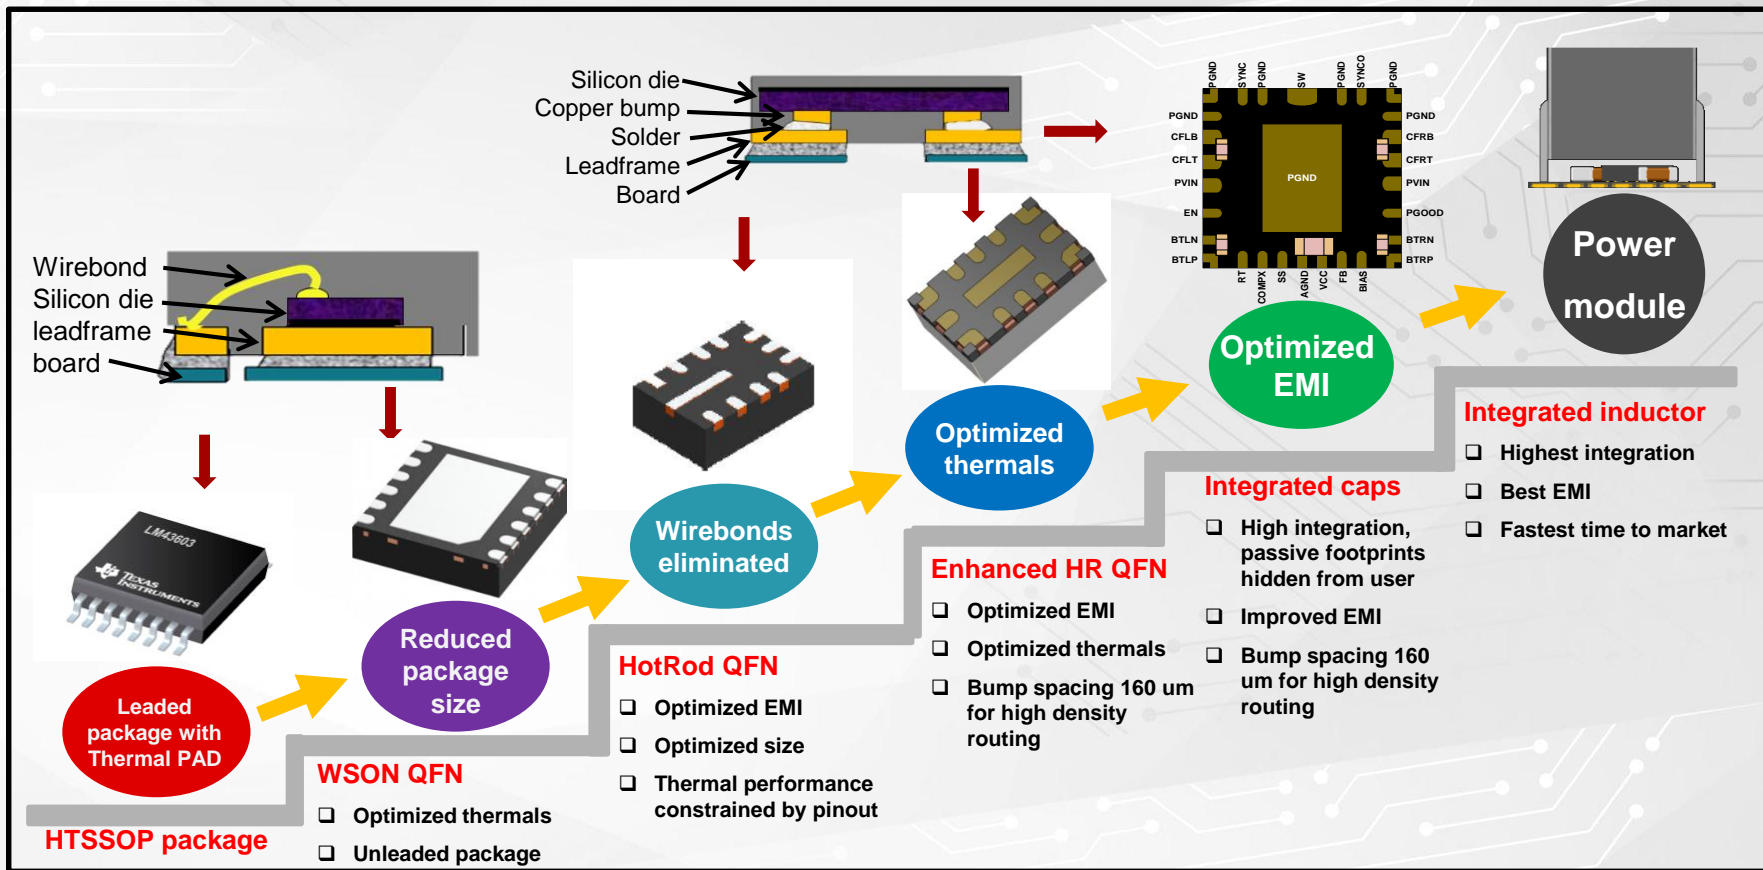 Silicon die
Copper bump
Solder
Leadframe
Board
Wirebond
Silicon die
leadframe
board
LM43603
TEXAS
INSTRUMENTS
PGND
SYNC
PGND
SW
PGND
SYNCO
PGND
PGND
CFLB
CFLT
PVIN
EN
BTLN
BTLP
PGND
PGND
CFRB
CFRT
PVIN
PGOOD
BTRN
BTRP
RT
COMPX
SS
AGND
VCC
FB
BIAS
Leaded
package with
Thermal PAD
Reduced
package
size
Wirebonds
eliminated
Optimized
thermals
Optimized
EMI
Power
module
HTSSOP package
WSON QFN
Optimized thermals
Unleaded package
HotRod QFN
Optimized EMI
Optimized size
Thermal performance
constrained by pinout
Enhanced HR QFN
Optimized EMI
Optimized thermals
Bump spacing 160 um
for high density
routing
Integrated caps
High integration,
passive footprints
hidden from user
Improved EMI
Bump spacing 160
um for high density
routing
Integrated inductor
Highest integration
Best EMI
Fastest time to market